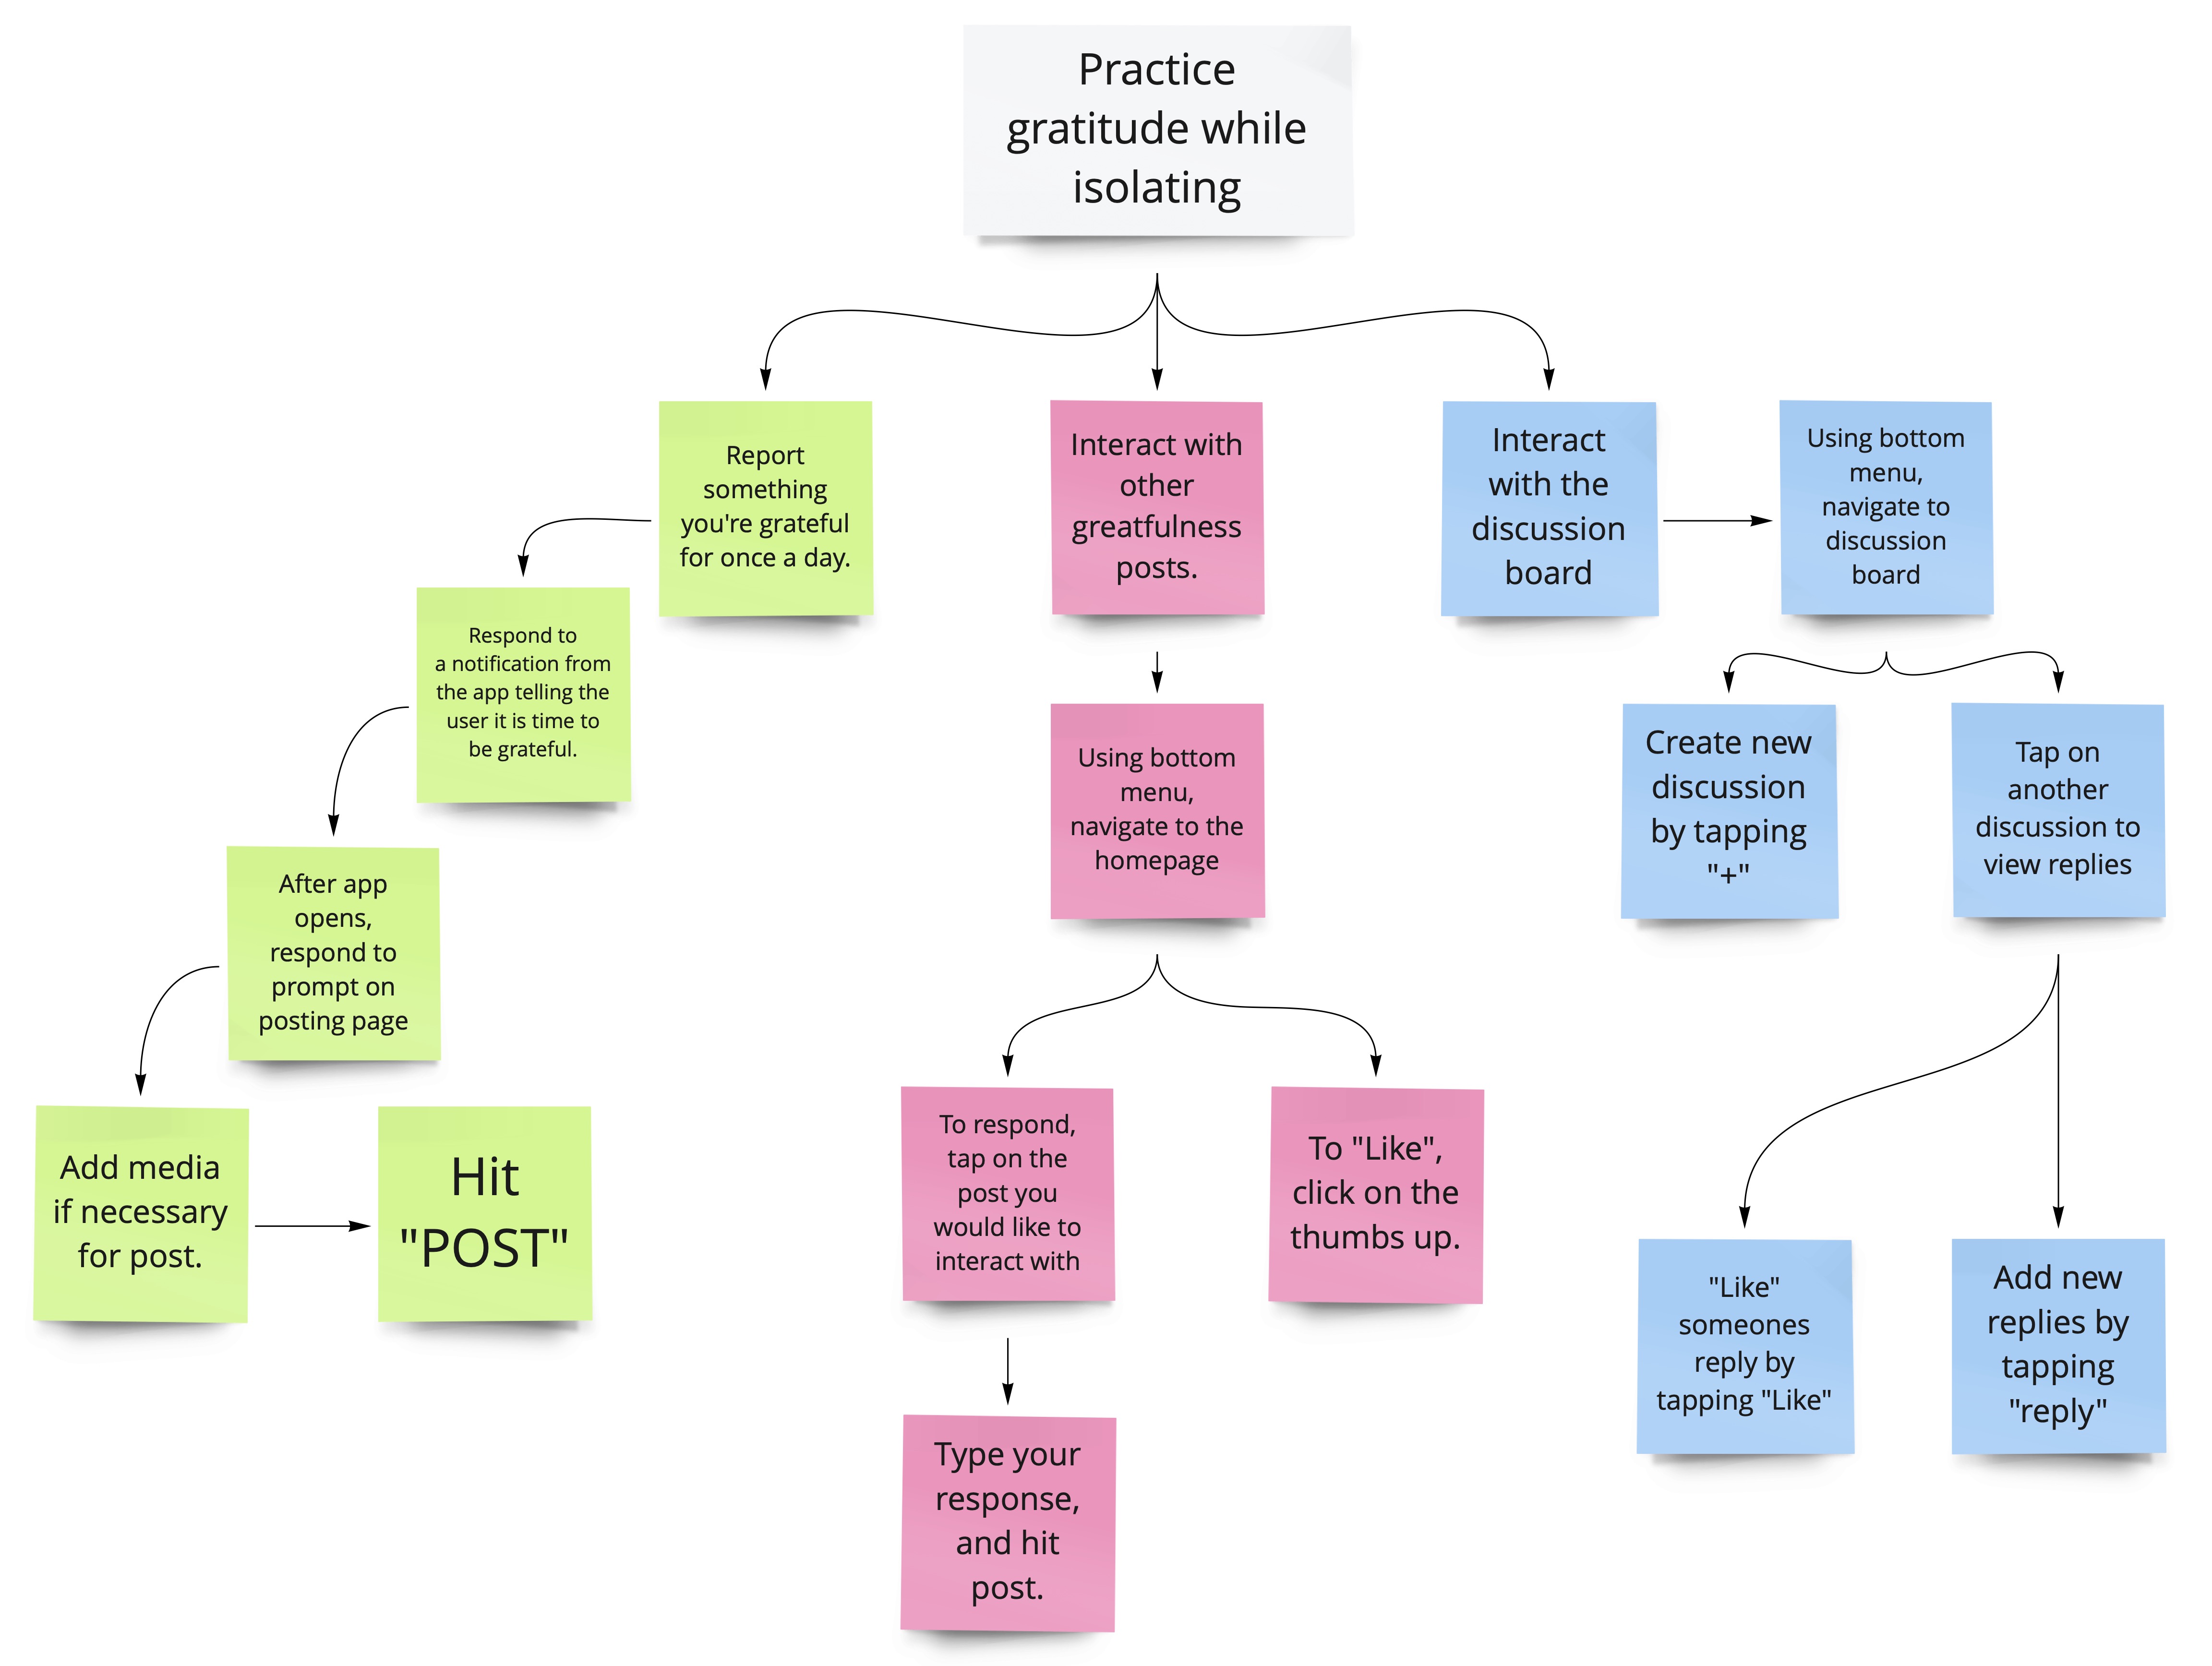 Practice
gratitude while
isolating
Report
something
you're grateful
for once a day.
Interact with
other
greatfulness
posts.
Interact
with the
discussion
board
Using bottom
menu,
navigate to
discussion
board
Respond to
a notification from
the app telling the
user it is time to
be grateful.
Using bottom
menu,
navigate to the
homepage
Create new
discussion
by tapping
"+"
Tap on
another
discussion to
view replies
After app
opens,
respond to
prompt on
posting page
Add media
if necessary
for post.
Hit
"POST"
To respond,
tap on the
post you
would like to
interact with
To "Like",
click on the
thumbs up.
"Like"
someones
reply by
tapping "Like"
Add new
replies by
tapping
"reply"
Type your
response,
and hit
post.